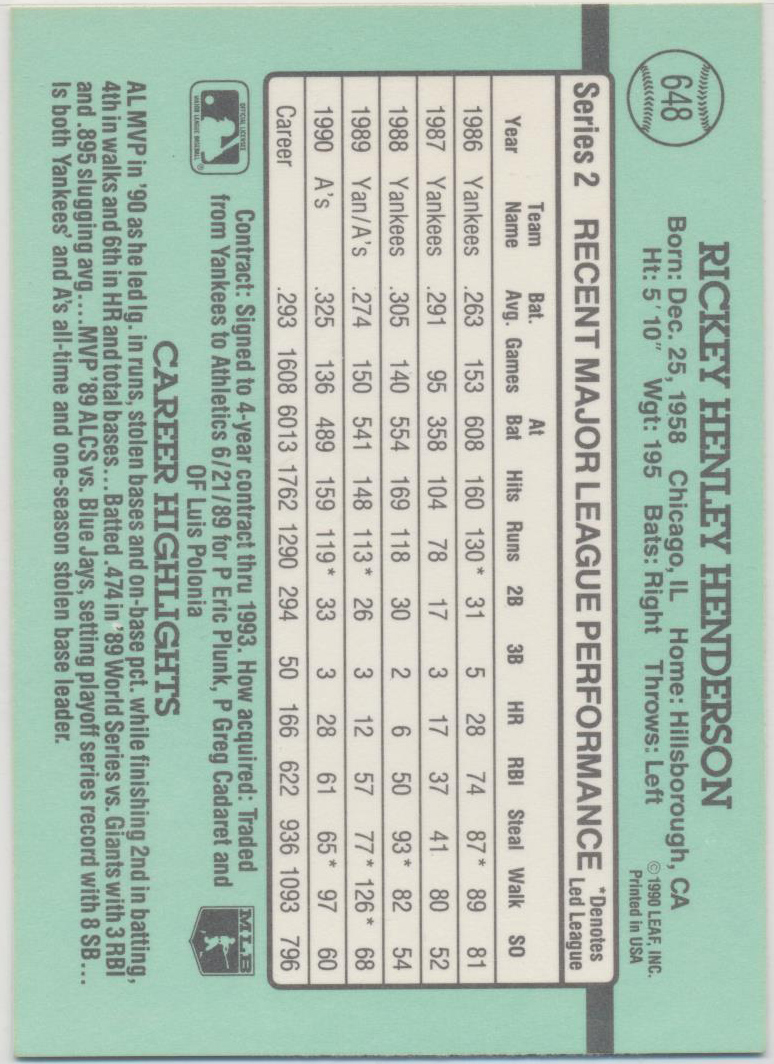 648
RICKEY HENLEY HENDERSON
Born: Dec. 25, 1958 Chicago, IL Home: Hillsborough, CA
Ht: 5' 10" Wgt: 195 Bats: Right Throws: Left
© 1990 LEAF, INC.
Printed in USA
Series 2 RECENT MAJOR LEAGUE PERFORMANCE *Denotes Led League
Year Team Name Bat. Avg. Games At Bat Hits Runs 2B 3B HR RBI Steal Walk SO
1986 Yankees .263 153 608 160 130* 31 5 28 74 87* 89 81
1987 Yankees .291 95 358 104 78 17 3 17 37 41 80 52
1988 Yankees .305 140 554 169 118 30 2 6 50 93* 82 54
1989 Yan/A's .274 150 541 148 113* 26 3 12 57 77* 126* 68
1990 A's .325 136 489 159 119* 33 3 28 61 65* 97 60
Career .293 1608 6013 1762 1290 294 50 166 622 936 1093 796
OFFICIAL LICENSEE
MAJOR LEAGUE BASEBALL
Contract: Signed to 4-year contract thru 1993. How acquired: Traded
from Yankees to Athletics 6/21/89 for P Eric Plunk, P Greg Cadaret and
OF Luis Polonia
MLB
CAREER HIGHLIGHTS
AL MVP in '90 as he led lg. in runs, stolen bases and on-base pct. while finishing 2nd in batting,
4th in walks and 6th in HR and total bases... Batted .474 in '89 World Series vs. Giants with 3 RBI
and .895 slugging avg....MVP '89 ALCS vs. Blue Jays, setting playoff series record with 8 SB...
Is both Yankees' and A's all-time and one-season stolen base leader.